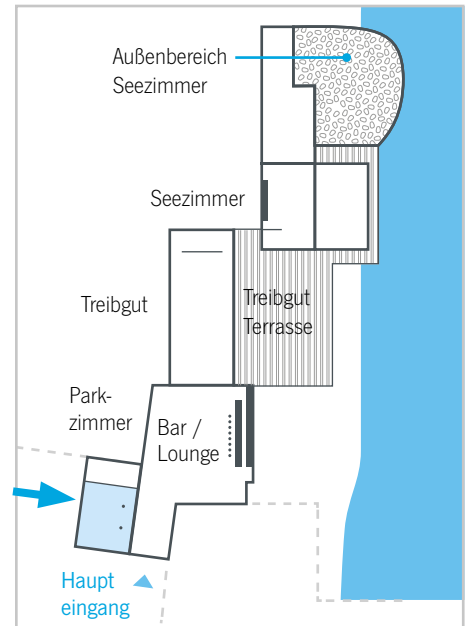 Außenbereich
Seezimmer
Seezimmer
Treibgut
Treibgut
Terrasse
Park-
zimmer
Bar /
Lounge
Haupt
eingang